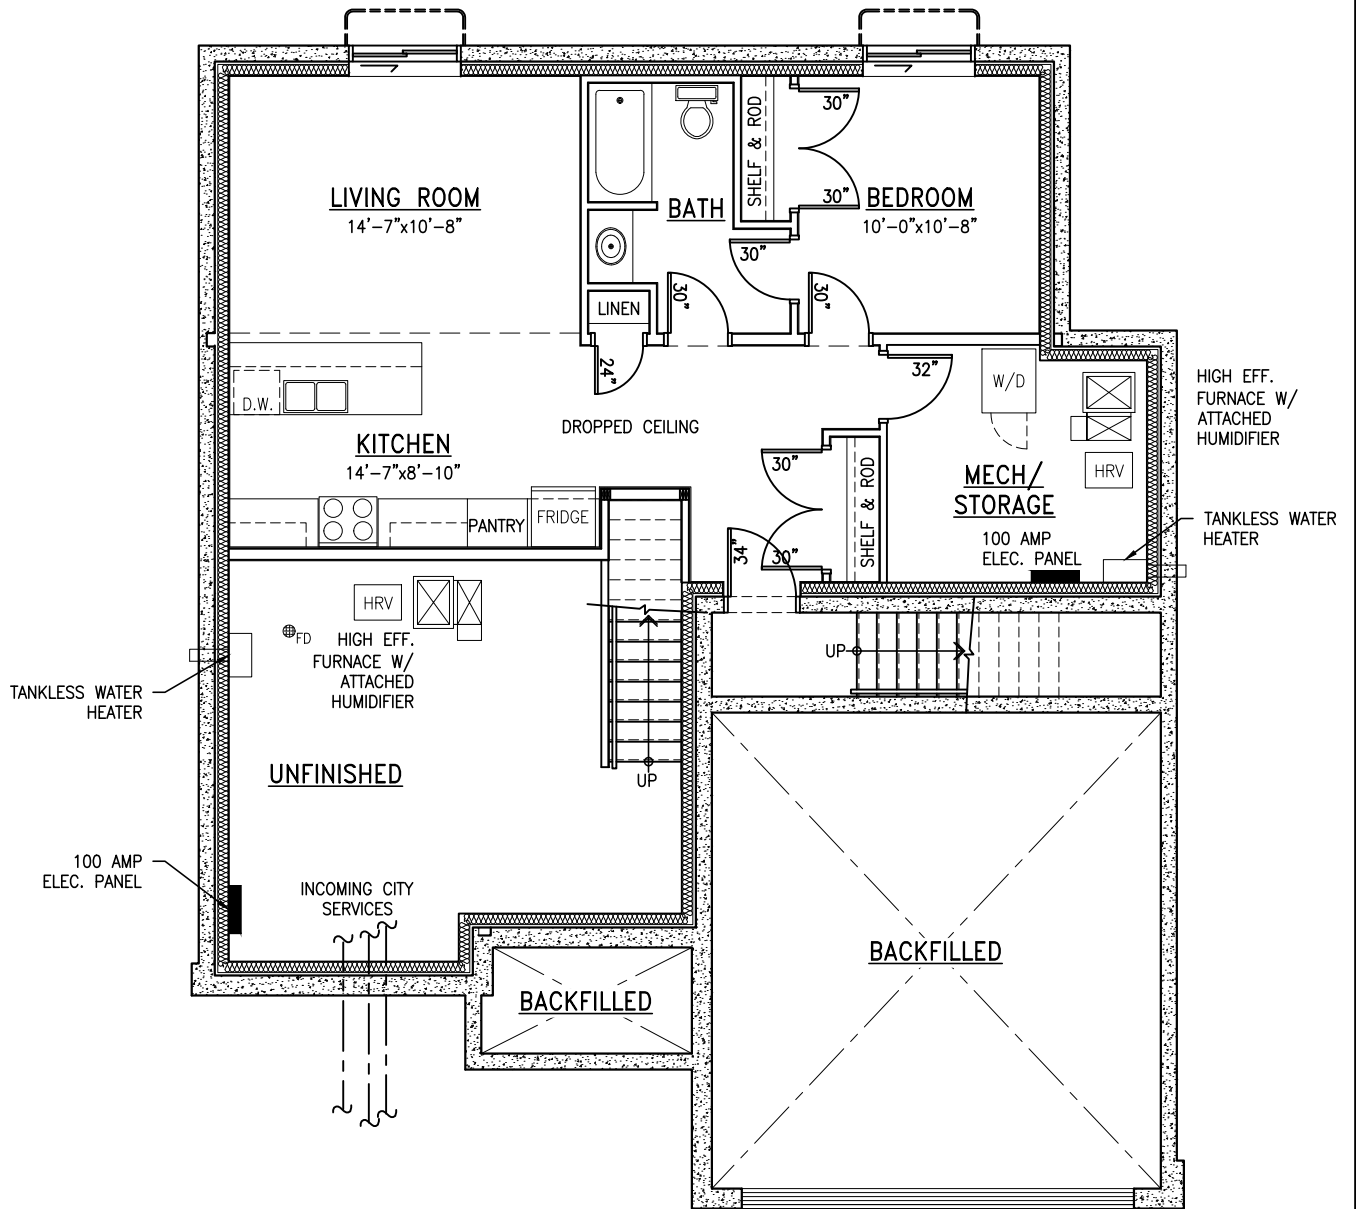 30"
SHELF & ROD
LIVING ROOM
14'-7"x10'-8"
BATH
30"
BEDROOM
10'-0"x10'-8"
30"
30"
30"
LINEN
24"
32"
W/D
HIGH EFF.
FURNACE W/
ATTACHED
HUMIDIFIER
D.W.
DROPPED CEILING
KITCHEN
14'-7"x8'-10"
30"
SHELF & ROD
MECH/
STORAGE
HRV
PANTRY
FRIDGE
34"
30"
100 AMP
ELEC. PANEL
TANKLESS WATER
HEATER
HRV
FD
HIGH EFF.
FURNACE W/
ATTACHED
HUMIDIFIER
UP
TANKLESS WATER
HEATER
UNFINISHED
UP
100 AMP
ELEC. PANEL
INCOMING CITY
SERVICES
BACKFILLED
BACKFILLED